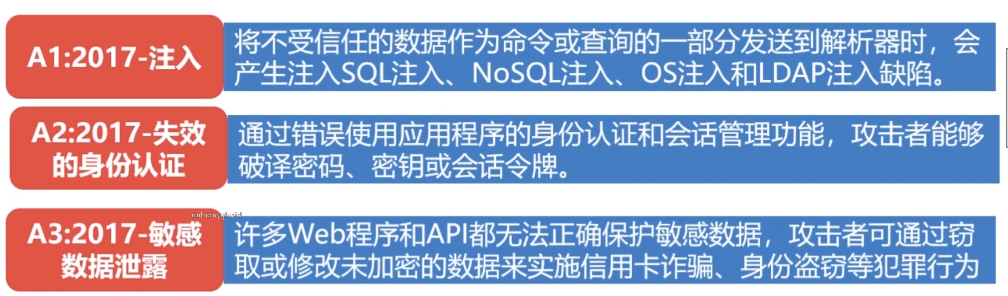 A1:2017-注入
将不受信任的数据作为命令或查询的一部分发送到解析器时，会
产生注入SQL注入、NoSQL注入、OS注入和LDAP注入缺陷。
A2:2017-失效
的身份认证
通过错误使用应用程序的身份认证和会话管理功能，攻击者能够
破译密码、密钥或会话令牌。
A3:2017-敏感
数据泄露
许多Web程序和API都无法正确保护敏感数据，攻击者可通过窃
取或修改未加密的数据来实施信用卡诈骗、身份盗窃等犯罪行为